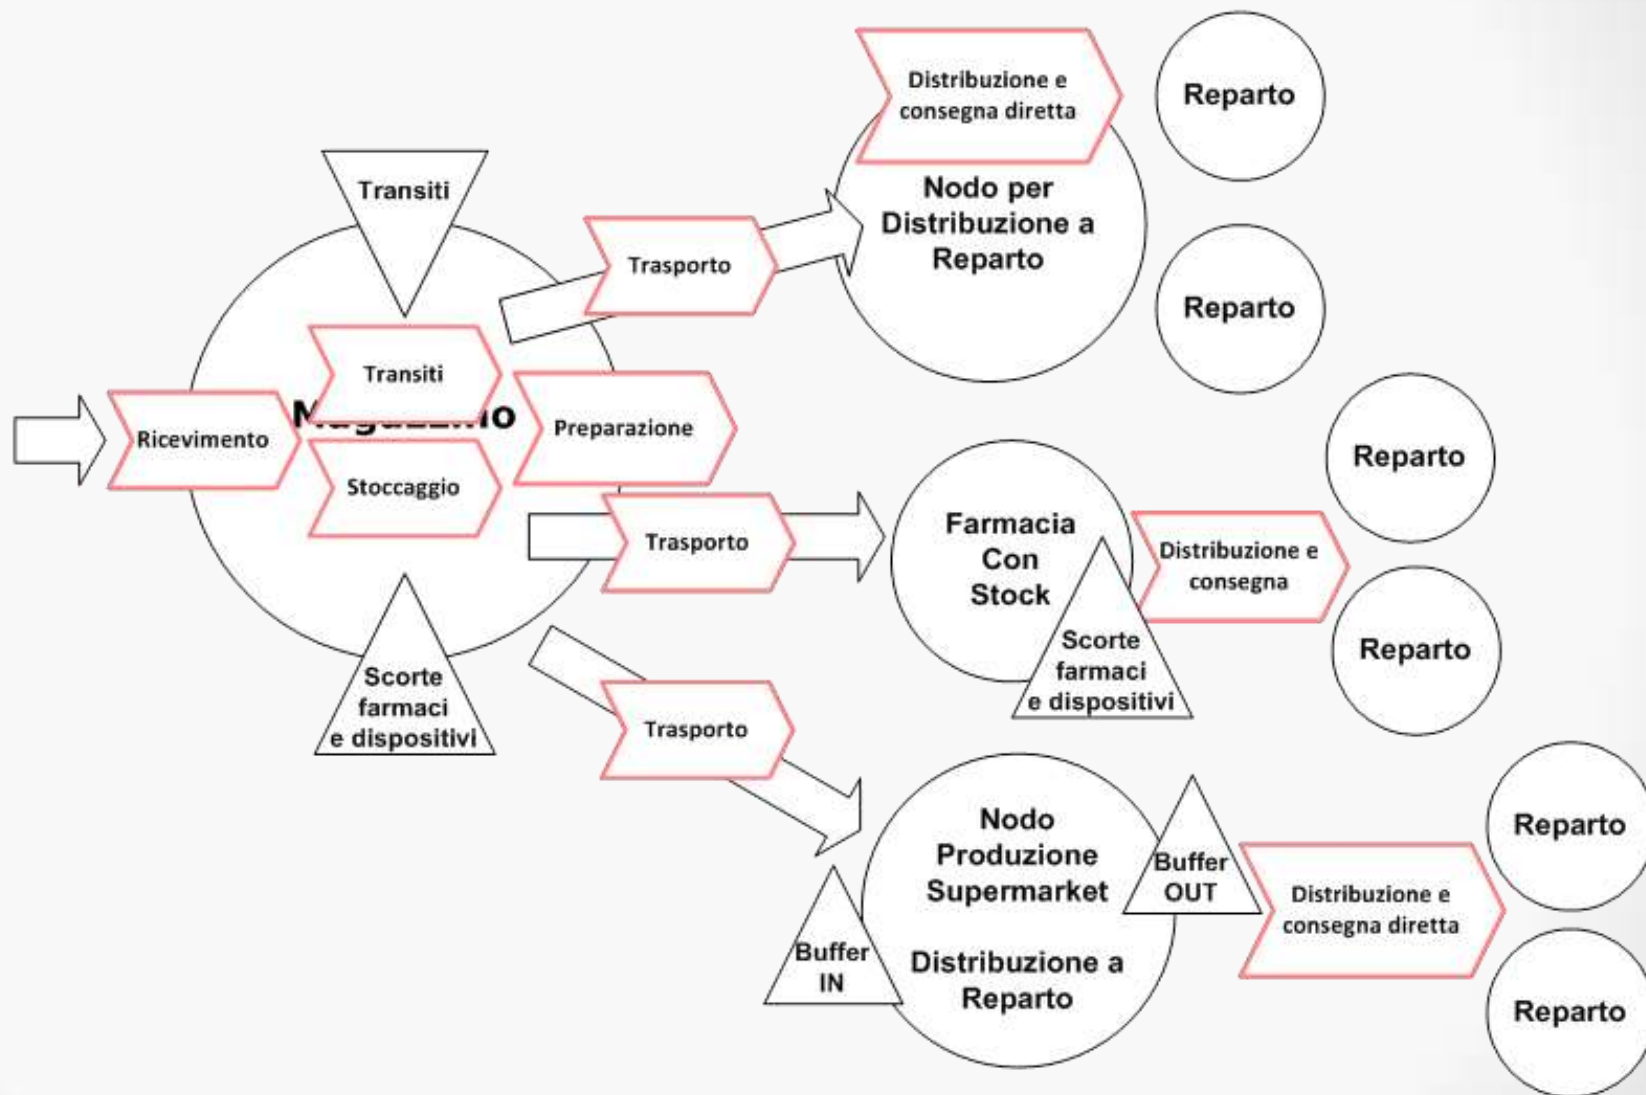 Distribuzione e
consegna diretta
Reparto
Nodo per
Distribuzione a
Reparto
Reparto
Transiti
Trasporto
Transiti
Ricevimento
Stoccaggio
Preparazione
Trasporto
Farmacia
Con
Stock
Distribuzione e
consegna
Reparto
Reparto
Scorte
farmaci
e dispositivi
Scorte
farmaci
e dispositivi
Trasporto
Nodo
Produzione
Supermarket
Distribuzione a
Reparto
Buffer
IN
Buffer
OUT
Distribuzione e
consegna diretta
Reparto
Reparto